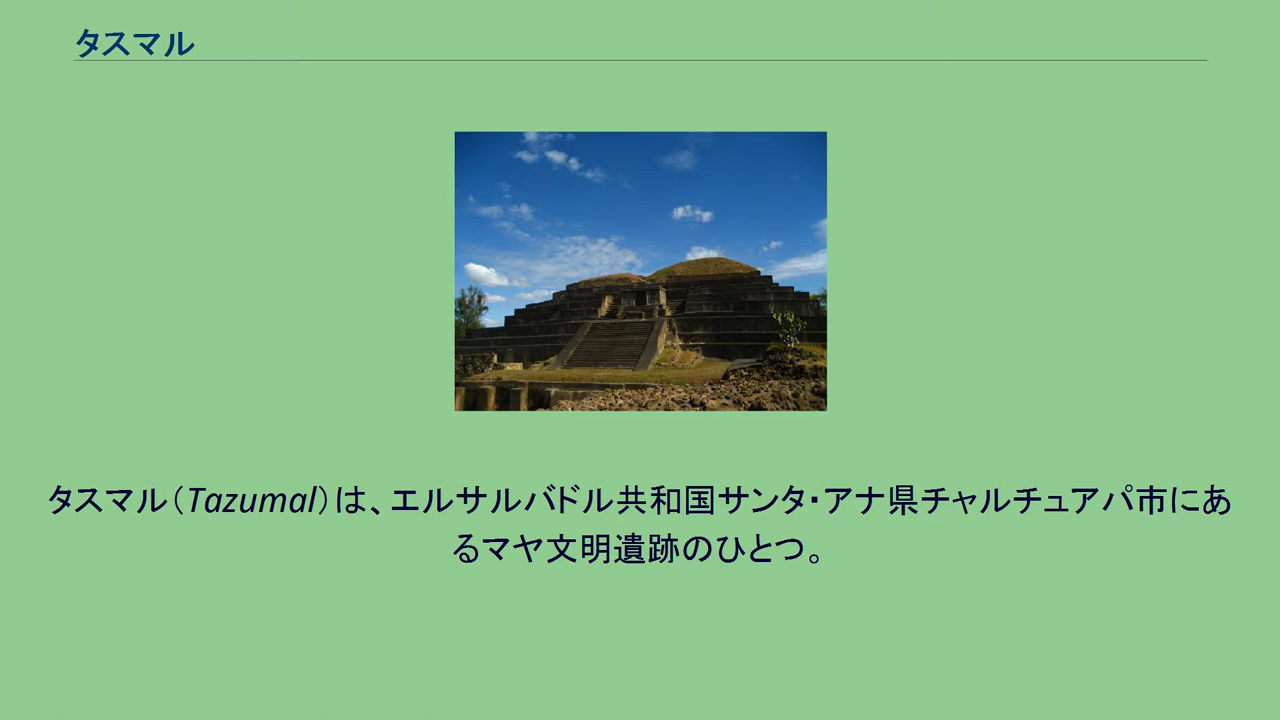 タスマル
タスマル（Tazumal）は、エルサルバドル共和国サンタ・アナ県チャルチュアパ市にあ
るマヤ文明遺跡のひとつ。